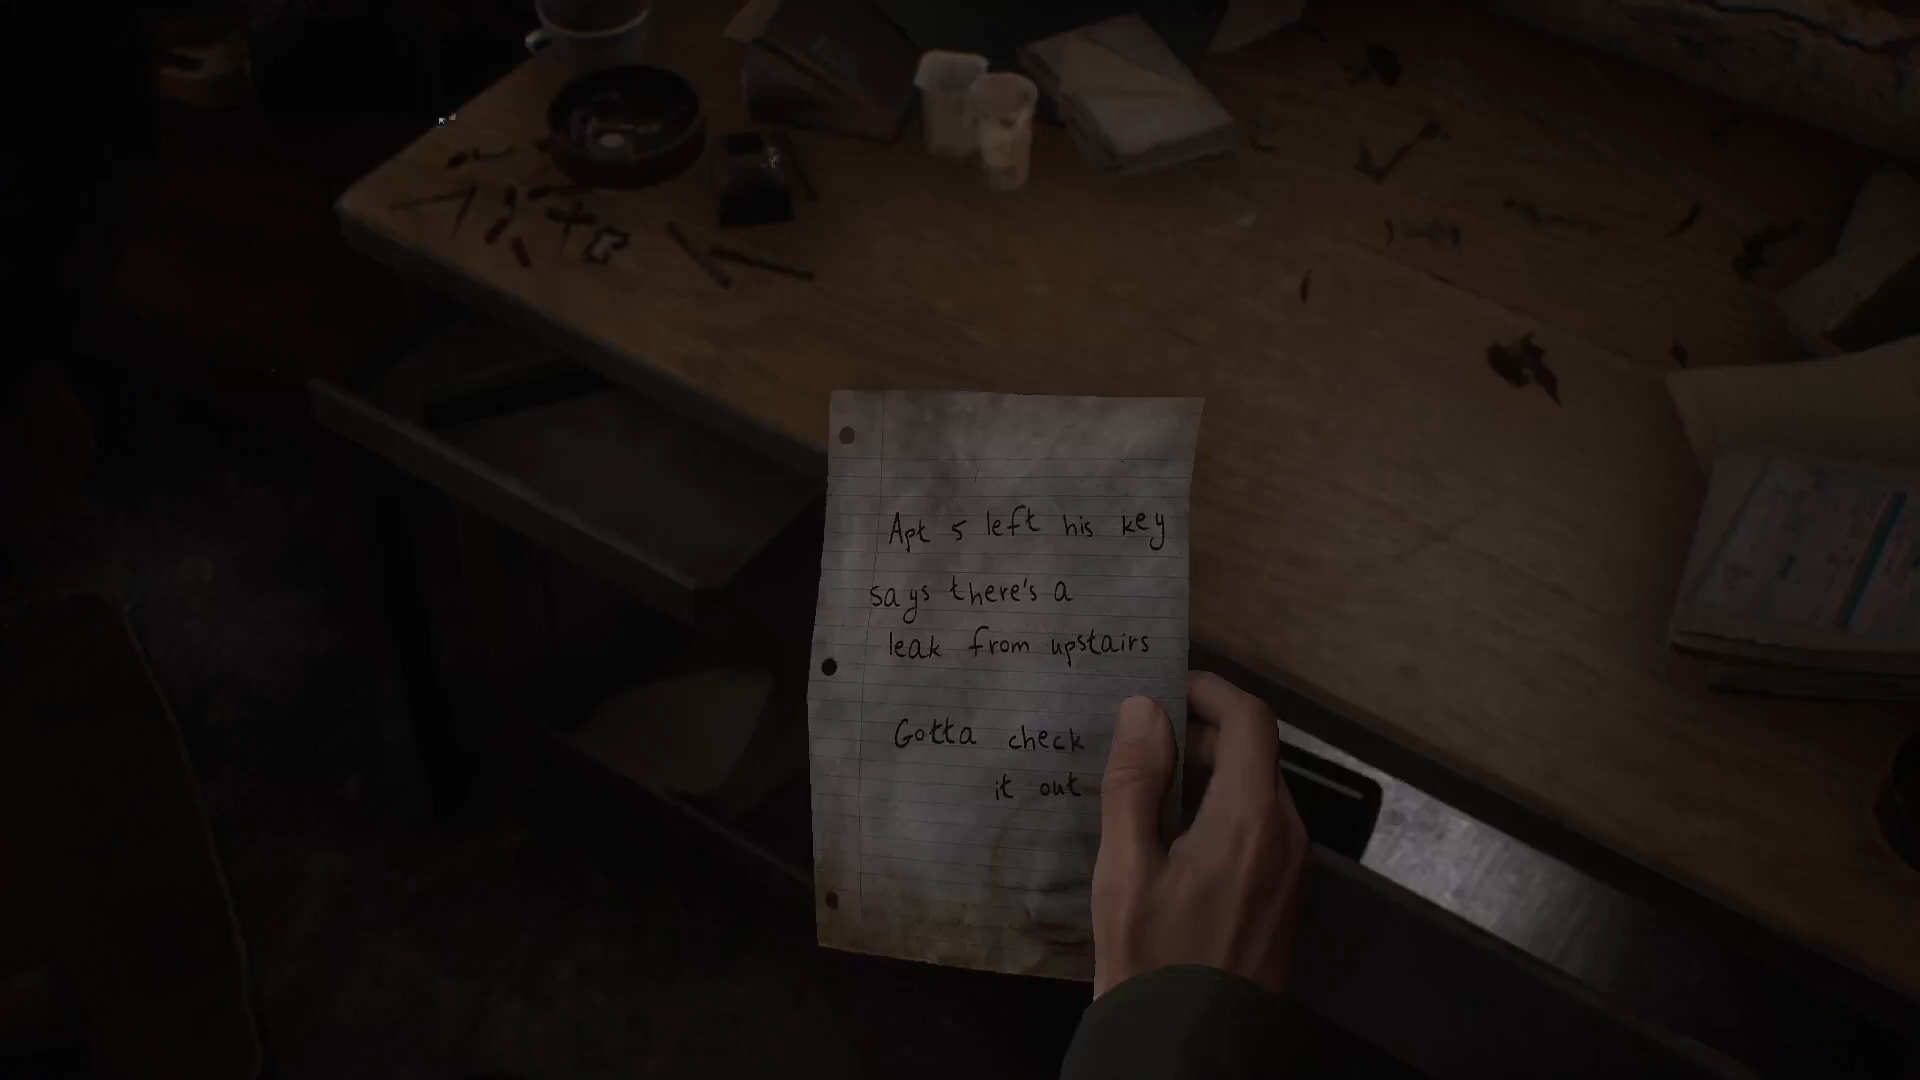 Apt 5 left his key
says there's a
leak from upstairs
Gotta check
it out